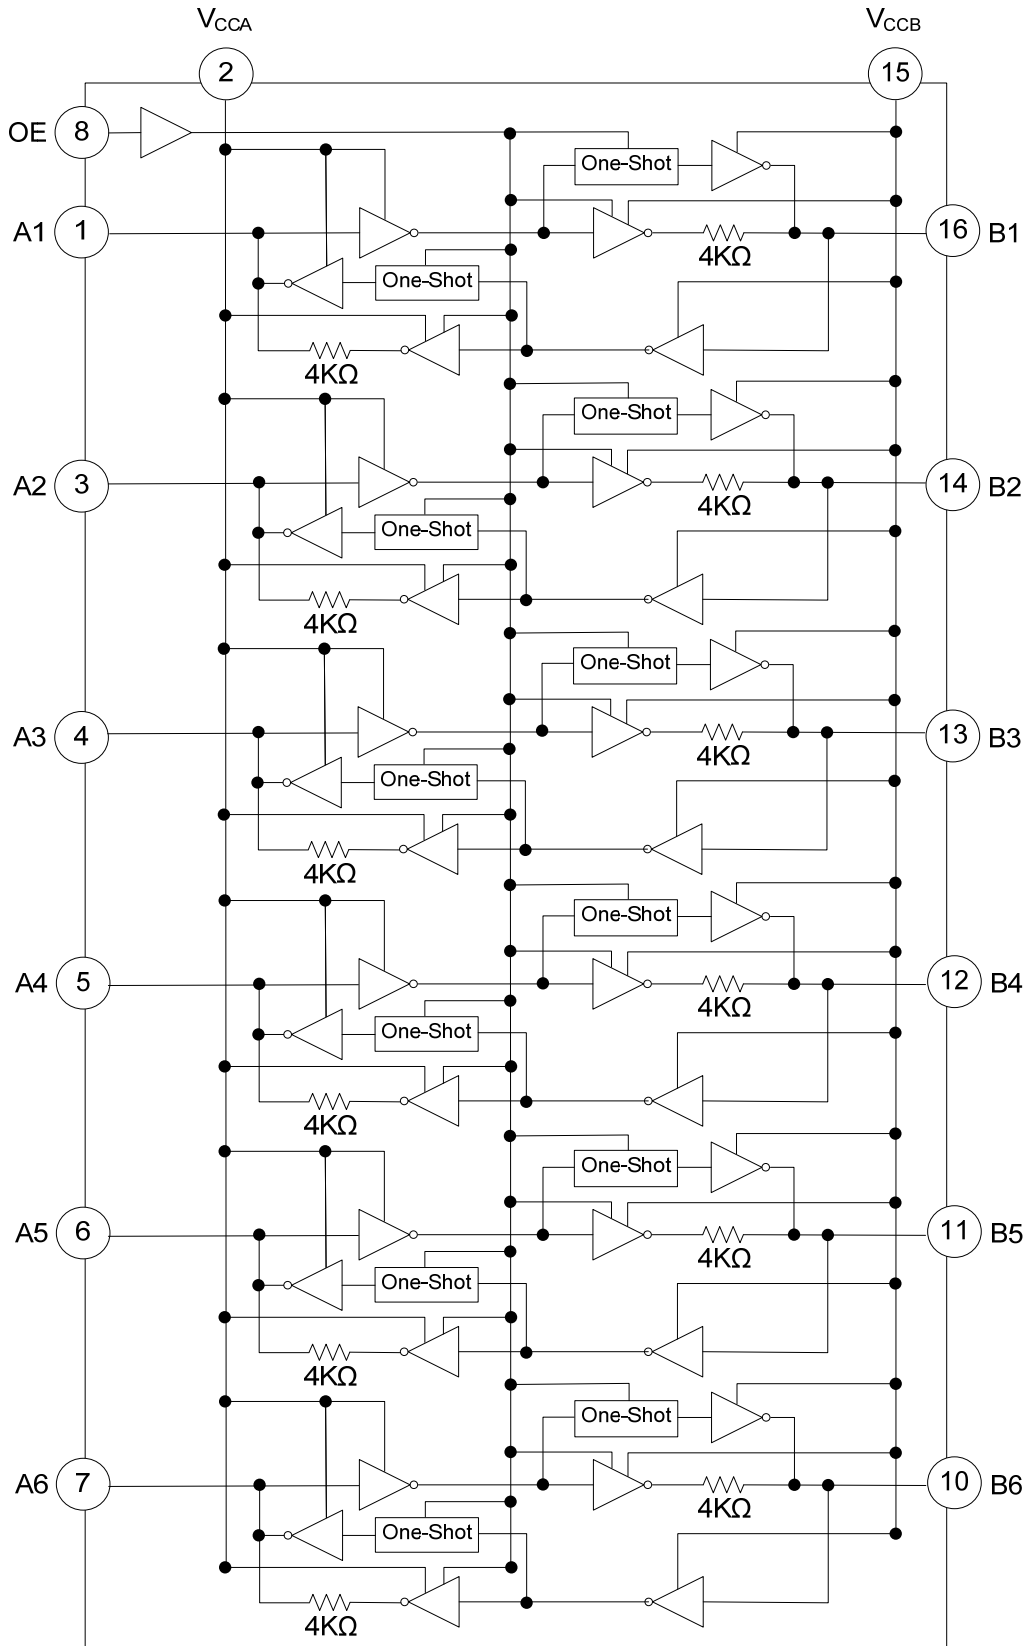 VCCA
VCCB
2
15
OE
8
One-Shot
A1
1
16
B1
4KΩ
One-Shot
4KΩ
One-Shot
A2
3
14
B2
4KΩ
One-Shot
4KΩ
One-Shot
A3
4
13
B3
4KΩ
One-Shot
4KΩ
One-Shot
A4
5
12
B4
4KΩ
One-Shot
4KΩ
One-Shot
A5
6
11
B5
4KΩ
One-Shot
4KΩ
One-Shot
A6
7
10
B6
4KΩ
One-Shot
4KΩ